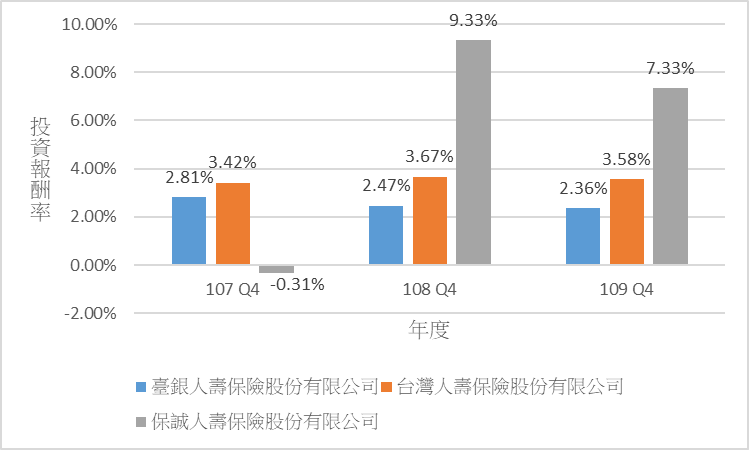 10.00%
8.00%
6.00%
4.00%
2.00%
0.00%
-2.00%
投資報酬率
2.81%
3.42%
-0.31%
2.47%
3.67%
9.33%
2.36%
3.58%
7.33%
107 Q4
108 Q4
109 Q4
年度
臺銀人壽保險股份有限公司
台灣人壽保險股份有限公司
保誠人壽保險股份有限公司